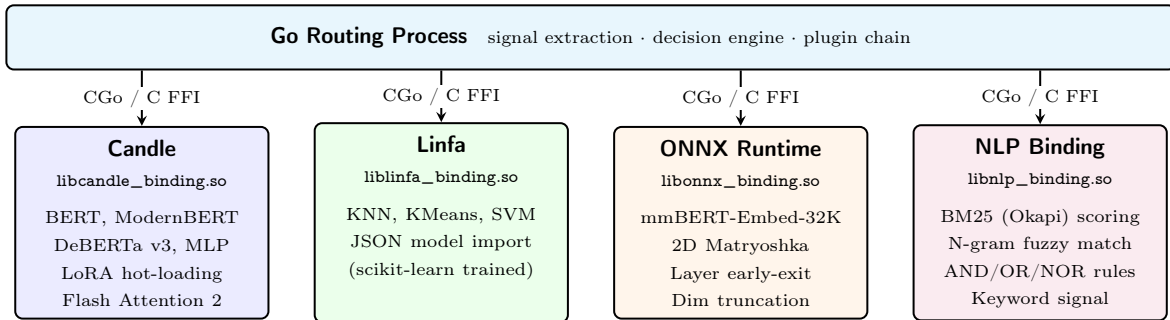 Go Routing Process signal extraction · decision engine · plugin chain
CGo / C FFI
CGo / C FFI
CGo / C FFI
CGo / C FFI
Candle
libcandle_binding.so
BERT, ModernBERT
DeBERTa v3, MLP
LoRA hot-loading
Flash Attention 2
Linfa
liblinfa_binding.so
KNN, KMeans, SVM
JSON model import
(scikit-learn trained)
ONNX Runtime
libonnx_binding.so
mmBERT-Embed-32K
2D Matryoshka
Layer early-exit
Dim truncation
NLP Binding
libnlp_binding.so
BM25 (Okapi) scoring
N-gram fuzzy match
AND/OR/NOR rules
Keyword signal